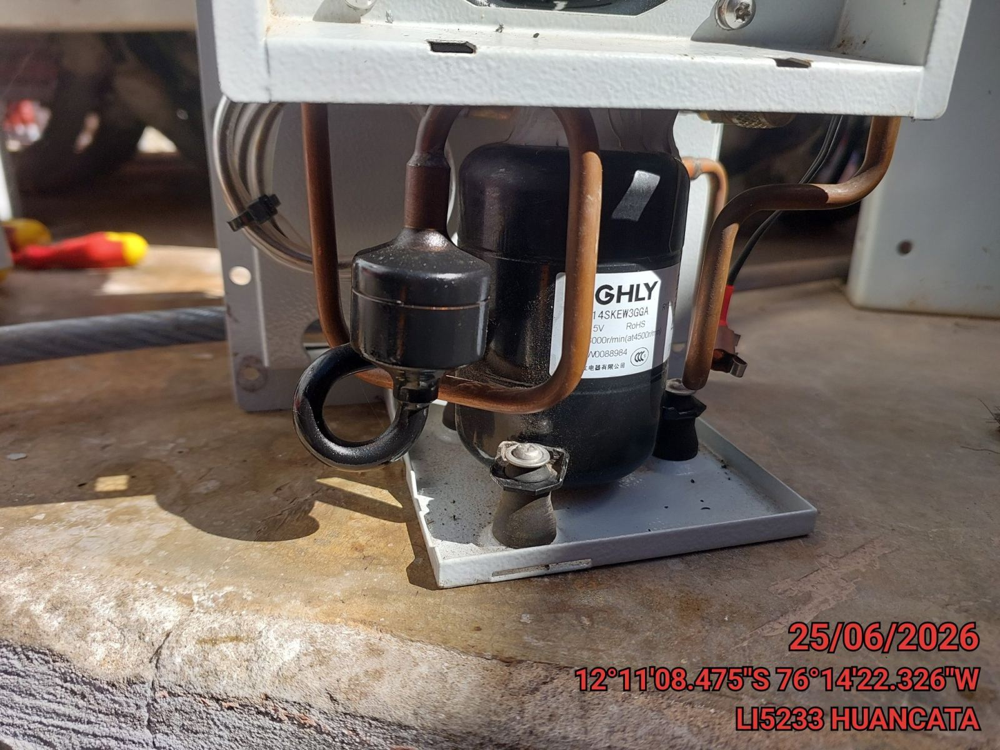 GHLY
14SKEW3GGA
5V RoHS
000r/min(at4500r/min)
W0088984
电器有限公司
25/06/2026
12°11'08.475"S 76°14'22.326"W
LI5233 HUANCATA